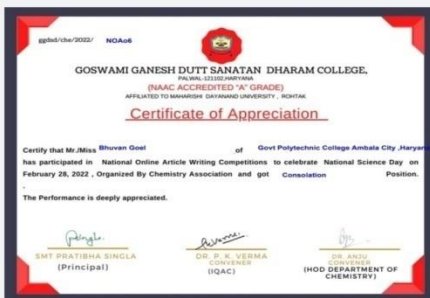 ggdsd/che/2022/ NOAo6
GOSWAMI GANESH DUTT SANATAN DHARAM COLLEGE,
PALWAL-121102,HARYANA
(NAAC ACCREDITED "A" GRADE)
AFFILIATED TO MAHARISHI DAYANAND UNIVERSITY , ROHTAK
Certificate of Appreciation
Certify that Mr./Miss Bhuvan Goel of Govt Polytechnic College Ambala City ,Haryana
has participated in National Online Article Writing Competitions to celebrate National Science Day on
February 28, 2022 , Organized By Chemistry Association and got Consolation Position.
.
The Performance is deeply appreciated.
SMT PRATIBHA SINGLA
(Principal)
DR. P. K. VERMA
CONVENER
(IQAC)
DR. ANJU
CONVENER
(HOD DEPARTMENT OF
CHEMISTRY)